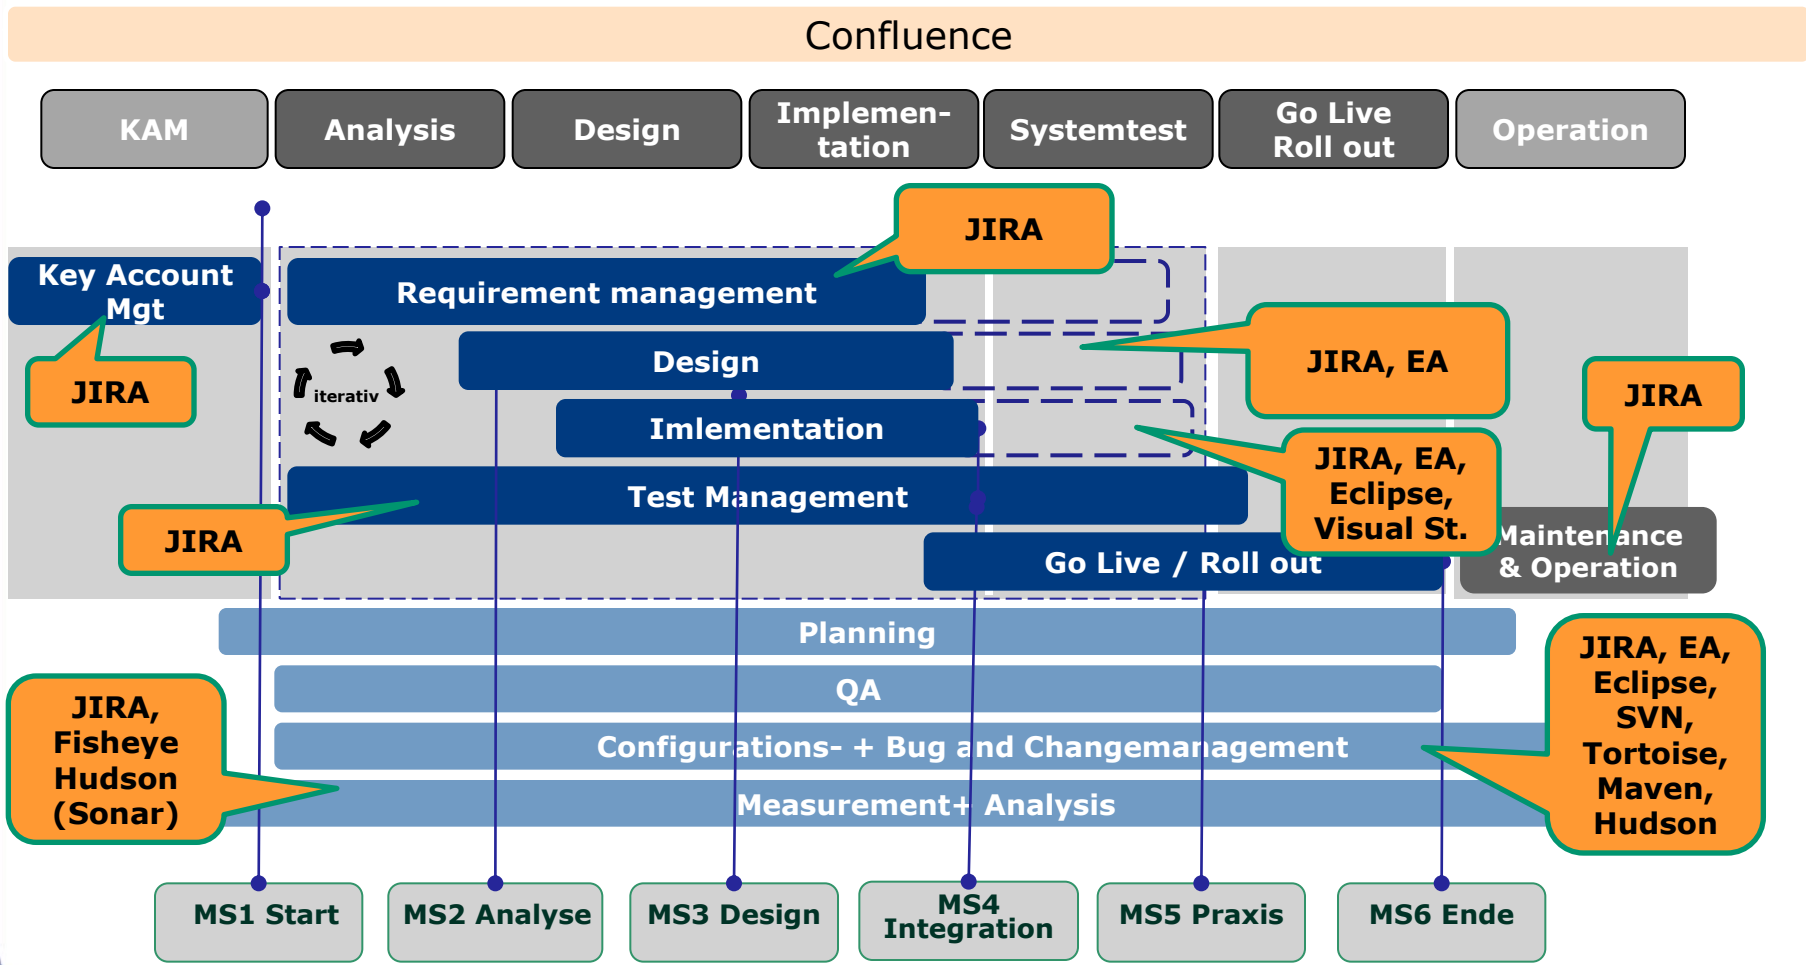 Confluence
KAM
Analysis
Design
Implemen-
tation
Systemtest
Go Live
Roll out
Operation
JIRA
Key Account
Mgt
Requirement management
JIRA
Design
JIRA, EA
JIRA
iterativ
Imlementation
JIRA, EA,
Eclipse,
Visual St.
Test Management
JIRA
Go Live / Roll out
Maintenance
& Operation
Planning
QA
JIRA,
Fisheye
Hudson
(Sonar)
Configurations- + Bug and Changemanagement
JIRA, EA,
Eclipse,
SVN,
Tortoise,
Maven,
Hudson
Measurement+ Analysis
MS1 Start
MS2 Analyse
MS3 Design
MS4
Integration
MS5 Praxis
MS6 Ende